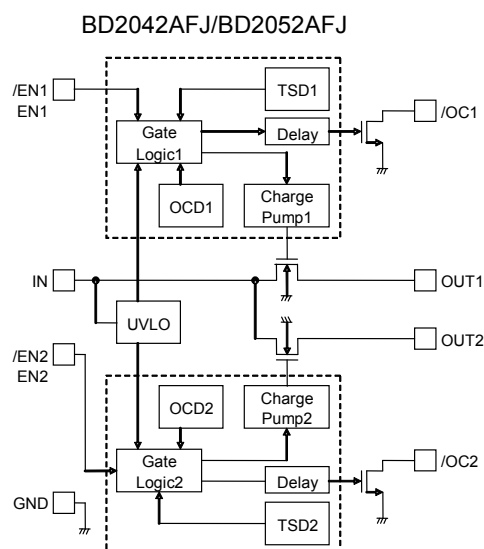 BD2042AFJ/BD2052AFJ
/EN1
EN1
TSD1
/OC1
Gate
Logic1
Delay
OCD1
Charge
Pump1
IN
OUT1
UVLO
OUT2
/EN2
EN2
OCD2
Charge
Pump2
Gate
Logic2
Delay
/OC2
GND
TSD2